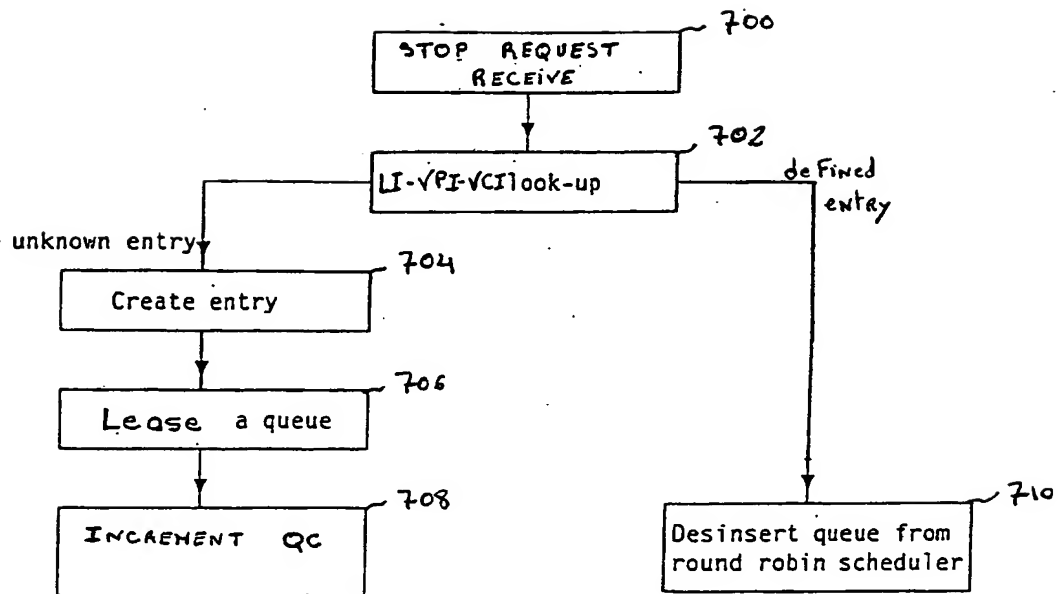 700
STOP REQUEST
RECEIVE
702
LI-VPI-VCI look-up
defined
entry
unknown entry
704
Create entry
706
Lease a queue
708
INCREMENT QC
710
Desinsert queue from
round robin scheduler